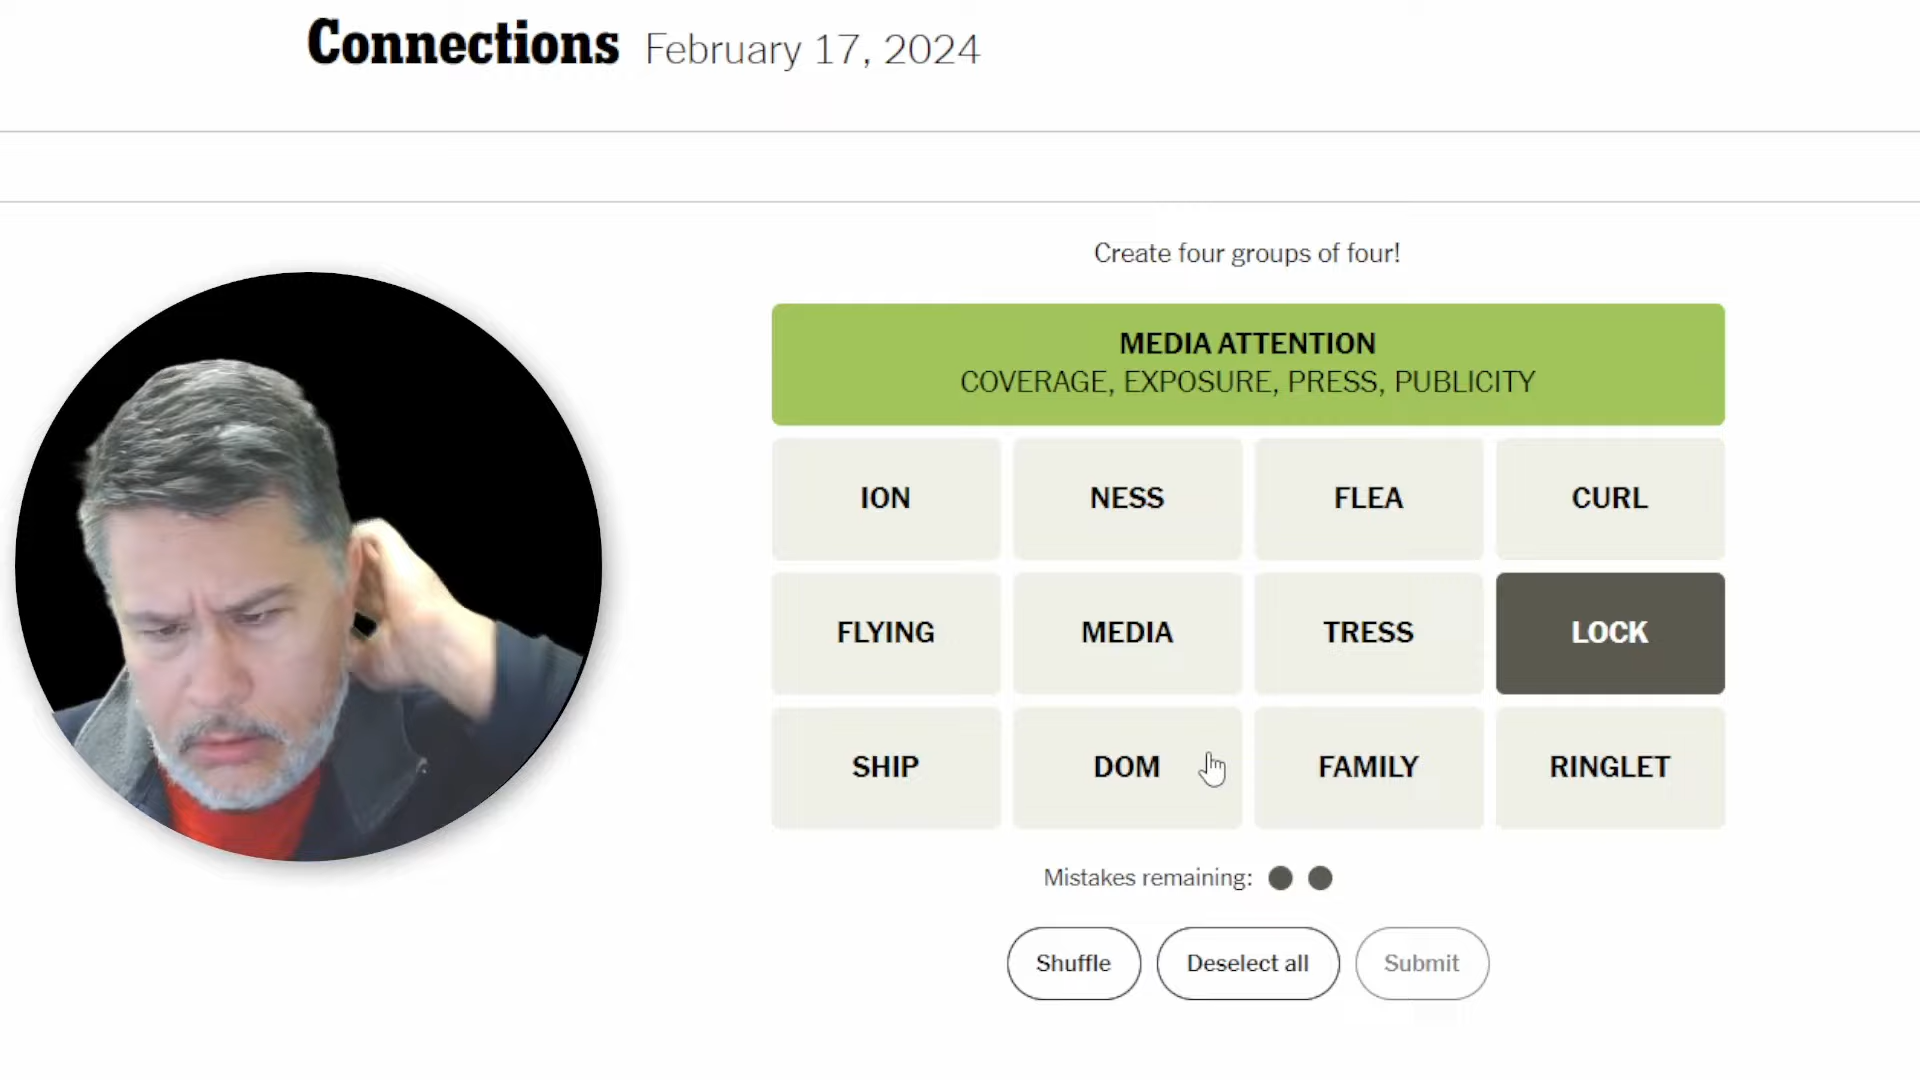 Connections February 17, 2024
Create four groups of four!
MEDIA ATTENTION
COVERAGE, EXPOSURE, PRESS, PUBLICITY
ION NESS FLEA CURL
FLYING MEDIA TRESS LOCK
SHIP DOM FAMILY RINGLET
Mistakes remaining:
Shuffle Deselect all Submit